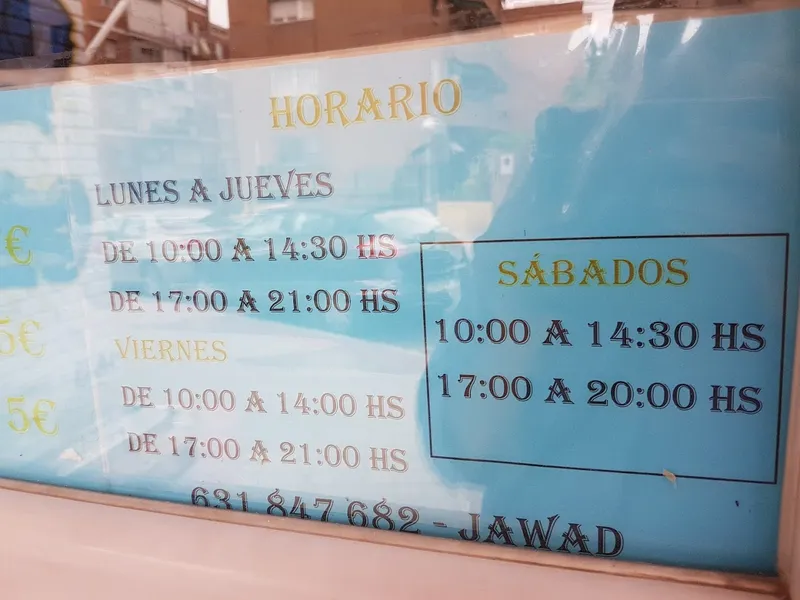 HORARIO
LUNES A JUEVES
DE 10:00 A 14:30 HS
DE 17:00 A 21:00 HS
VIERNES
DE 10:00 A 14:00 HS
DE 17:00 A 21:00 HS
SÁBADOS
10:00 A 14:30 HS
17:00 A 20:00 HS
€
5€
5€
631 847 682 - JAWAD